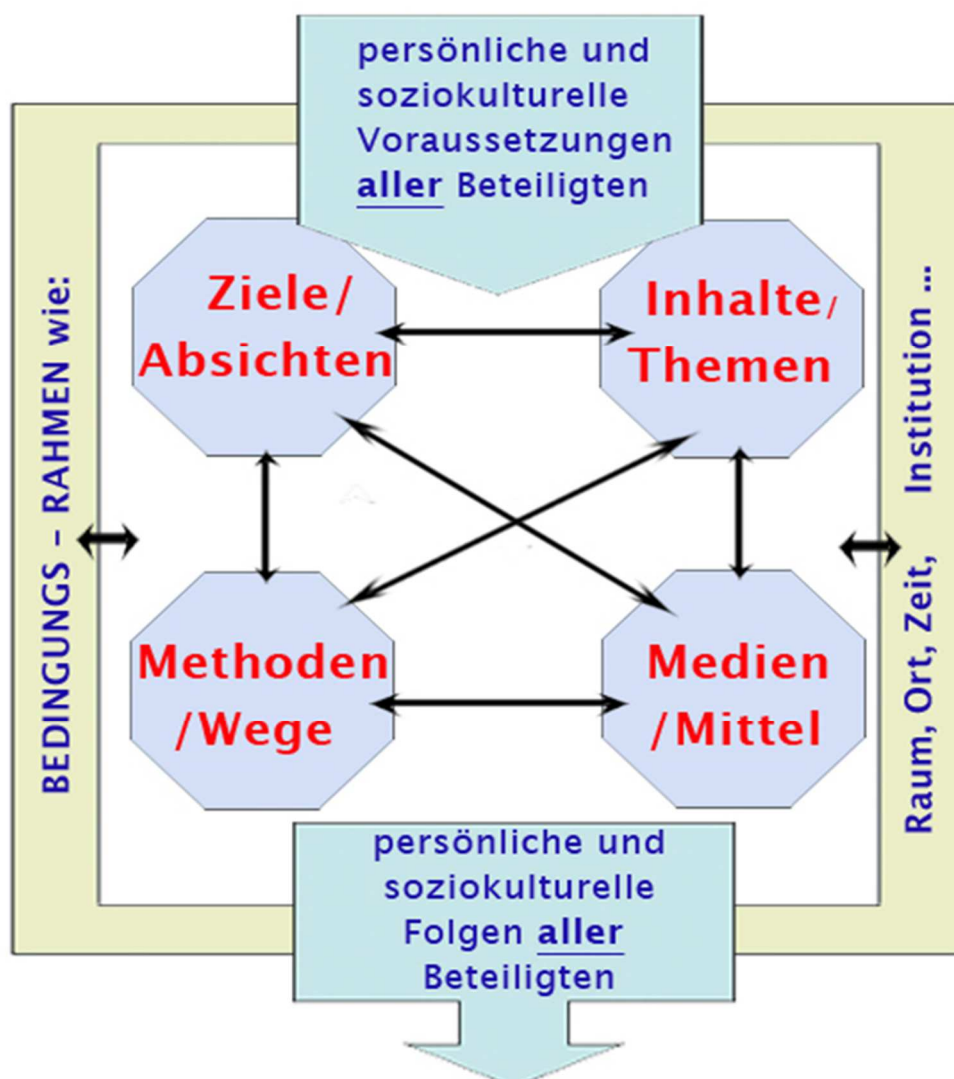 persönliche und
soziokulturelle
Voraussetzungen
aller Beteiligten
BEDINGUNGS – RAHMEN wie:
Ziele/
Absichten
Inhalte/
Themen
Methoden
/Wege
Medien
/Mittel
Raum, Ort, Zeit, Institution ...
persönliche und
soziokulturelle
Folgen aller
Beteiligten